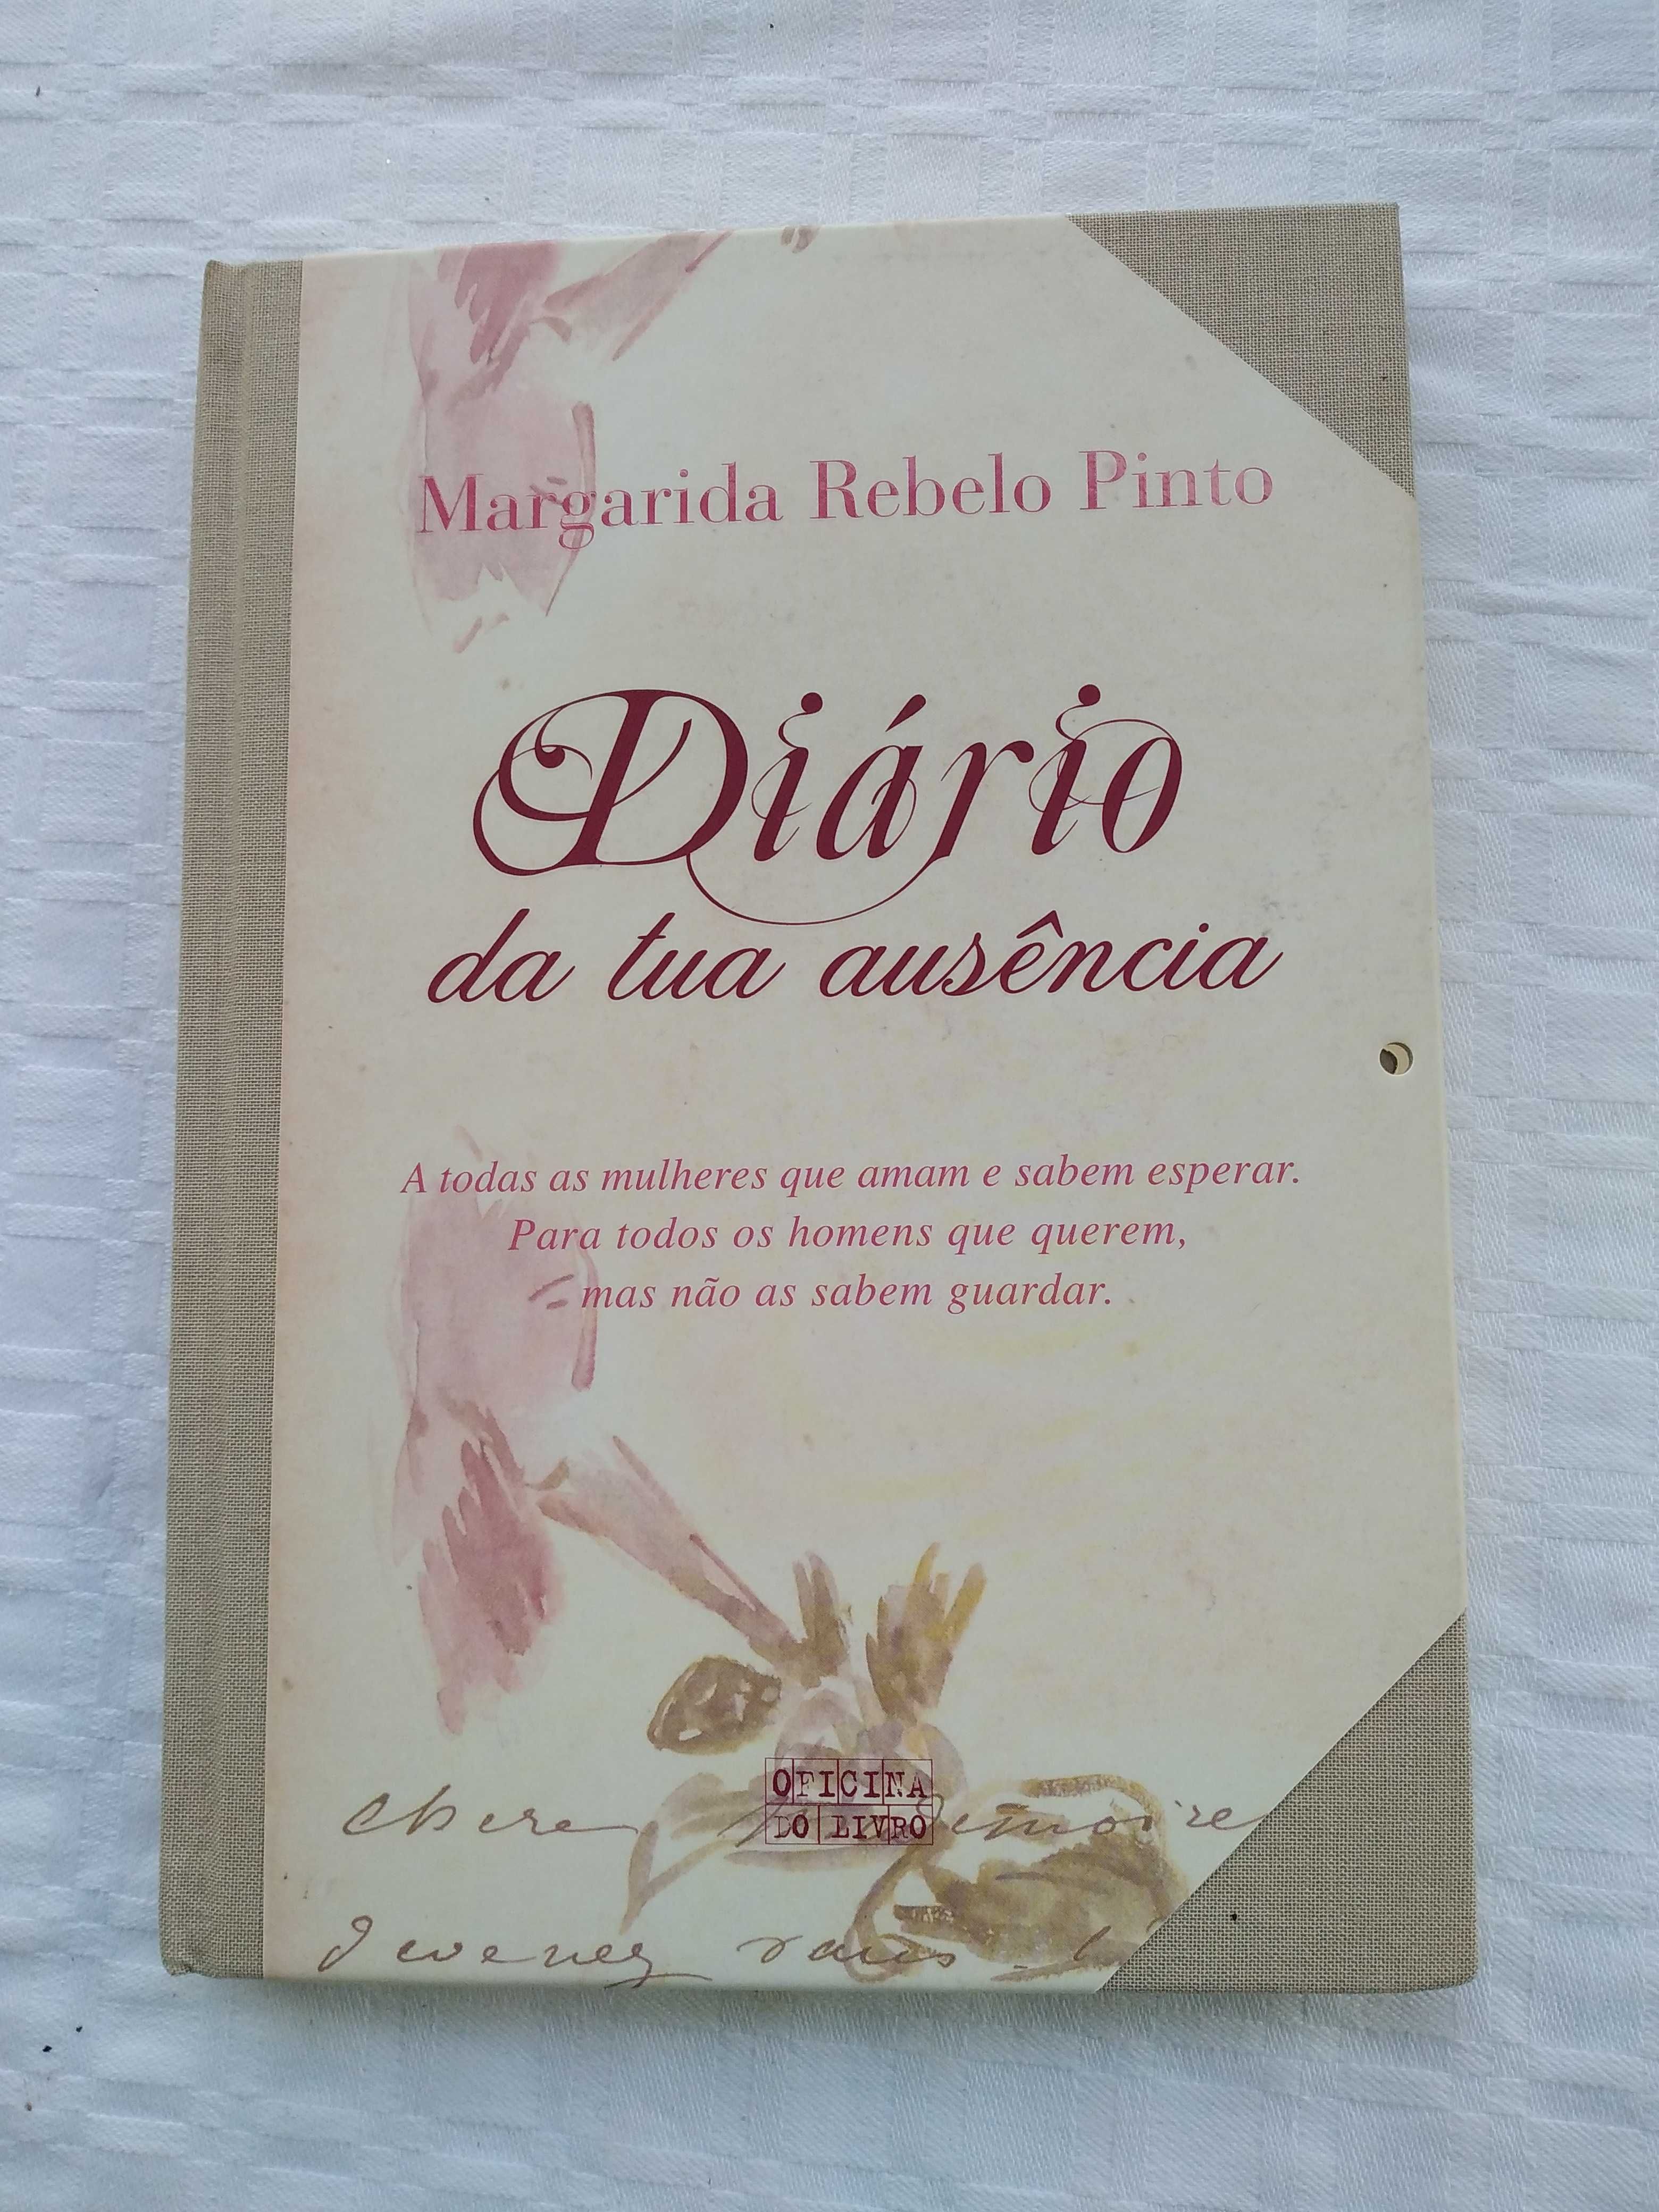 Margarida Rebelo Pinto
Diário
da tua ausência
A todas as mulheres que amam e sabem esperar.
Para todos os homens que querem,
mas não as sabem guardar.
OFICINA
DO LIVRO
chere